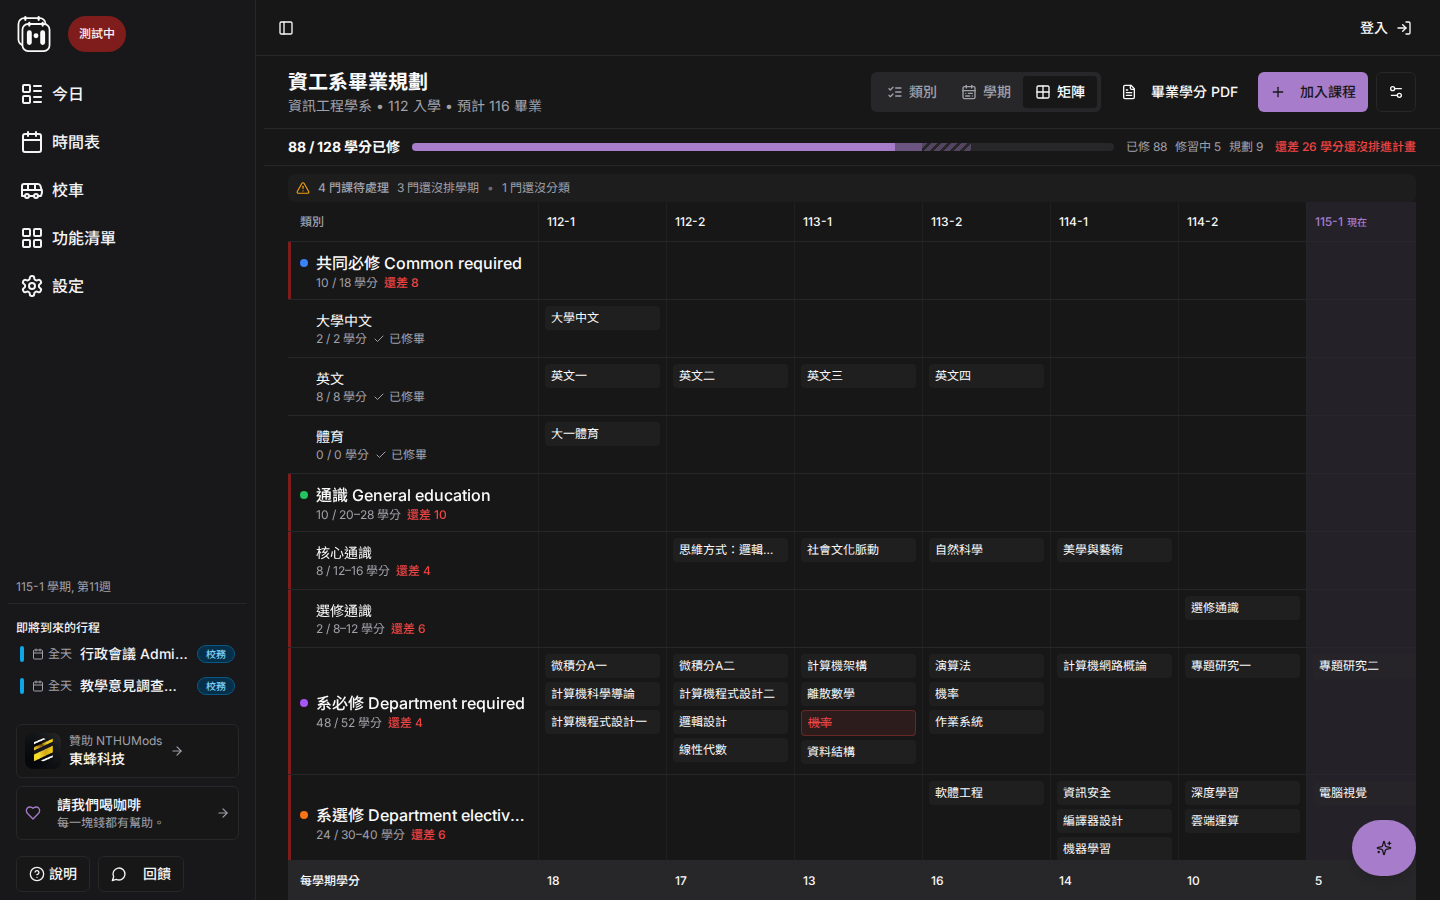 測試中
今日
時間表
校車
功能清單
設定
115-1 學期, 第11週
即將到來的行程
全天 行政會議 Admi... 校務
全天 教學意見調查... 校務
贊助 NTHUMods
東蜂科技
請我們喝咖啡
每一塊錢都有幫助。
說明 回饋
登入
資工系畢業規劃
資訊工程學系 • 112 入學 • 預計 116 畢業
類別 學期 矩陣 畢業學分 PDF 加入課程
88 / 128 學分已修 已修 88 修習中 5 規劃 9 還差 26 學分還沒排進計畫
4 門課待處理 3 門還沒排學期 • 1 門還沒分類
類別 112-1 112-2 113-1 113-2 114-1 114-2 115-1 現在
共同必修 Common required
10 / 18 學分 還差 8
大學中文 大學中文
2 / 2 學分 已修畢
英文 英文一 英文二 英文三 英文四
8 / 8 學分 已修畢
體育 大一體育
0 / 0 學分 已修畢
通識 General education
10 / 20–28 學分 還差 10
核心通識 思維方式：邏輯... 社會文化脈動 自然科學 美學與藝術
8 / 12–16 學分 還差 4
選修通識 選修通識
2 / 8–12 學分 還差 6
微積分A一 微積分A二 計算機架構 演算法 計算機網路概論 專題研究一 專題研究二
計算機科學導論 計算機程式設計二 離散數學 機率
系必修 Department required
48 / 52 學分 還差 4
計算機程式設計一 邏輯設計 機率 作業系統
線性代數 資料結構
軟體工程 資訊安全 深度學習 電腦視覺
系選修 Department electiv...
24 / 30–40 學分 還差 6
編譯器設計 雲端運算
機器學習
每學期學分 18 17 13 16 14 10 5